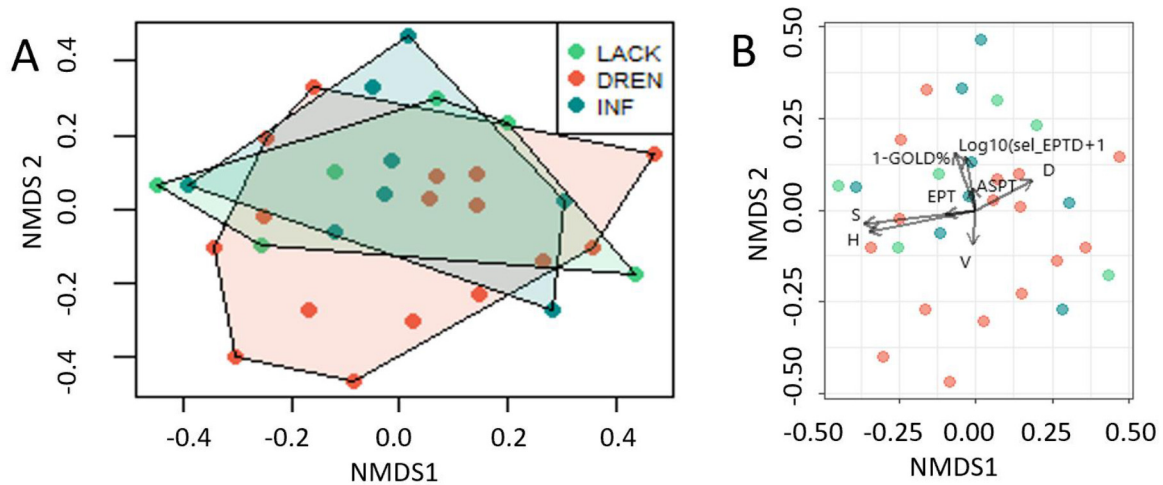 A
LACK
DREN
INF
0.4
0.2
0.0
-0.2
-0.4
NMDS 2
-0.4
-0.2
0.0
0.2
0.4
NMDS1
B
0.50
0.25
0.00
-0.25
-0.50
NMDS 2
Log10(sel_EPTD+1
1-GOLD%
D
ASPT
EPT
S
H
V
-0.50
-0.25
0.00
0.25
0.50
NMDS1